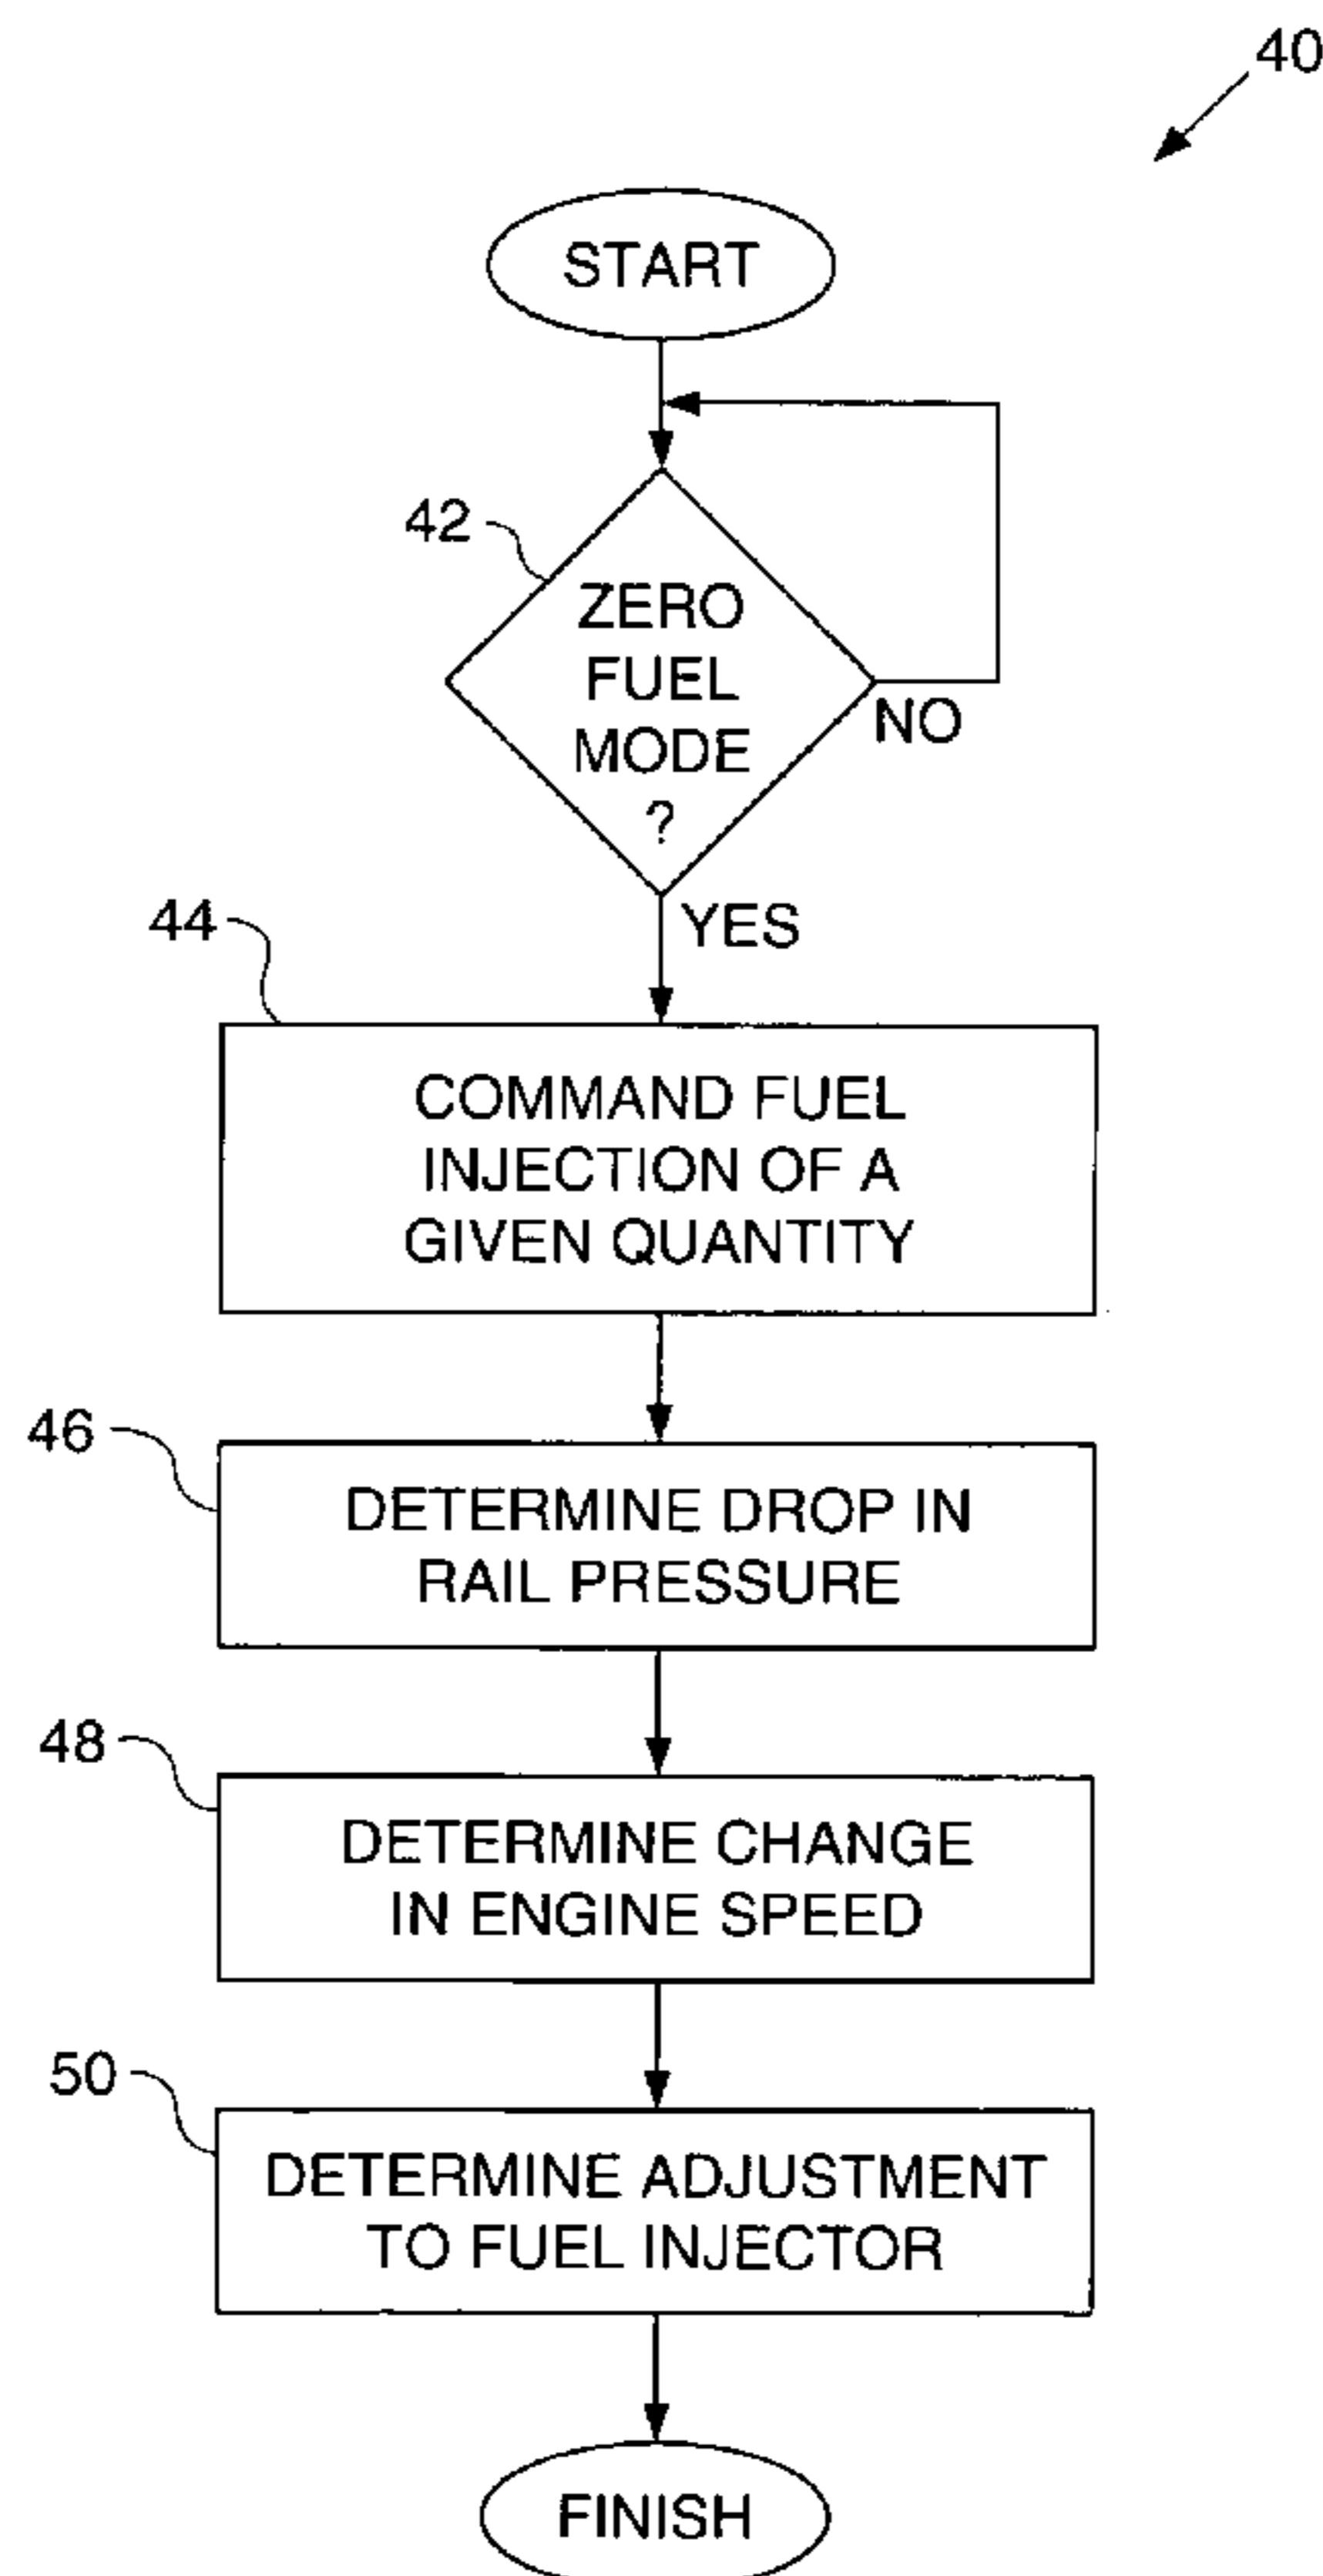 40
START
42
ZERO
FUEL
MODE
?
NO
YES
44
COMMAND FUEL
INJECTION OF A
GIVEN QUANTITY
46
DETERMINE DROP IN
RAIL PRESSURE
48
DETERMINE CHANGE
IN ENGINE SPEED
50
DETERMINE ADJUSTMENT
TO FUEL INJECTOR
FINISH